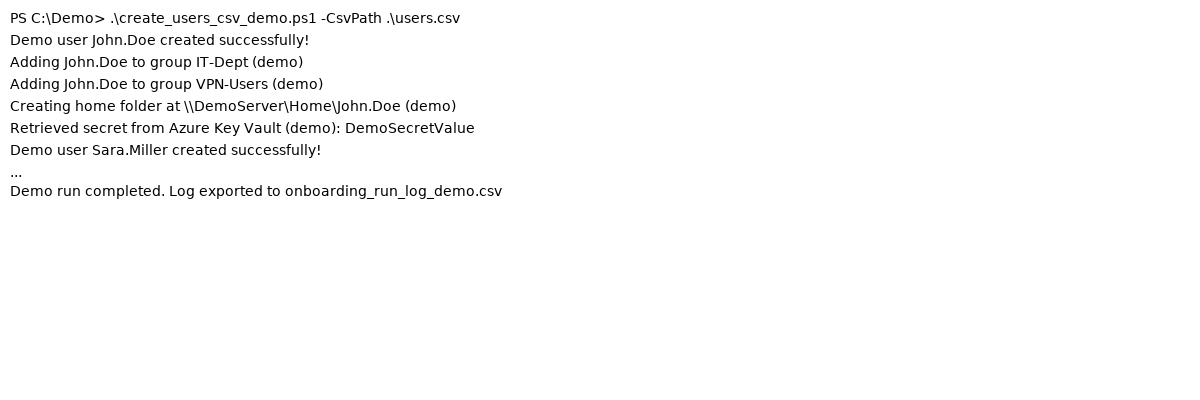 PS C:\Demo> .\create_users_csv_demo.ps1 -CsvPath .\users.csv
Demo user John.Doe created successfully!
Adding John.Doe to group IT-Dept (demo)
Adding John.Doe to group VPN-Users (demo)
Creating home folder at \\DemoServer\Home\John.Doe (demo)
Retrieved secret from Azure Key Vault (demo): DemoSecretValue
Demo user Sara.Miller created successfully!
...
Demo run completed. Log exported to onboarding_run_log_demo.csv